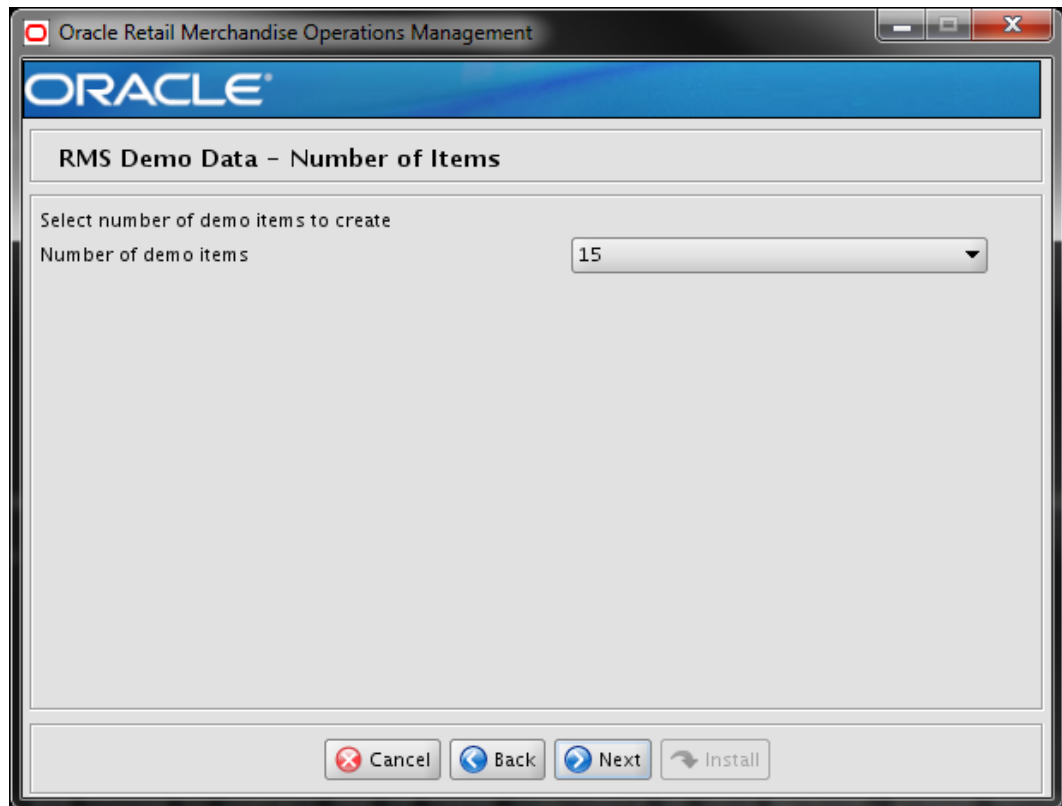 Oracle Retail Merchandise Operations Management
ORACLE®
RMS Demo Data - Number of Items
Select number of demo items to create
Number of demo items 15
Cancel Back Next Install